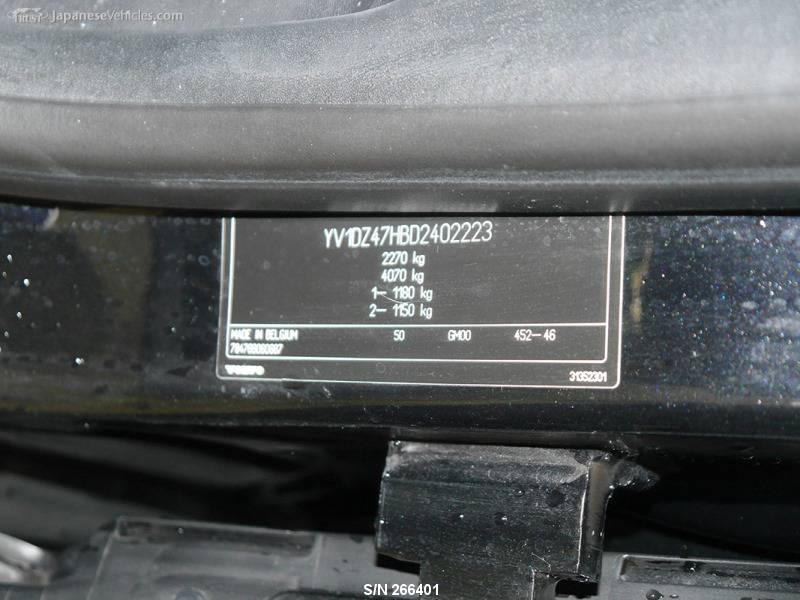 JapaneseVehicles.com
YV1DZ47HBD2402223
2270 kg
4070 kg
1– 1180 kg
2– 1150 kg
MADE IN BELGIUM 50 GM00 452–46
VOLVO 31352301
S/N 266401